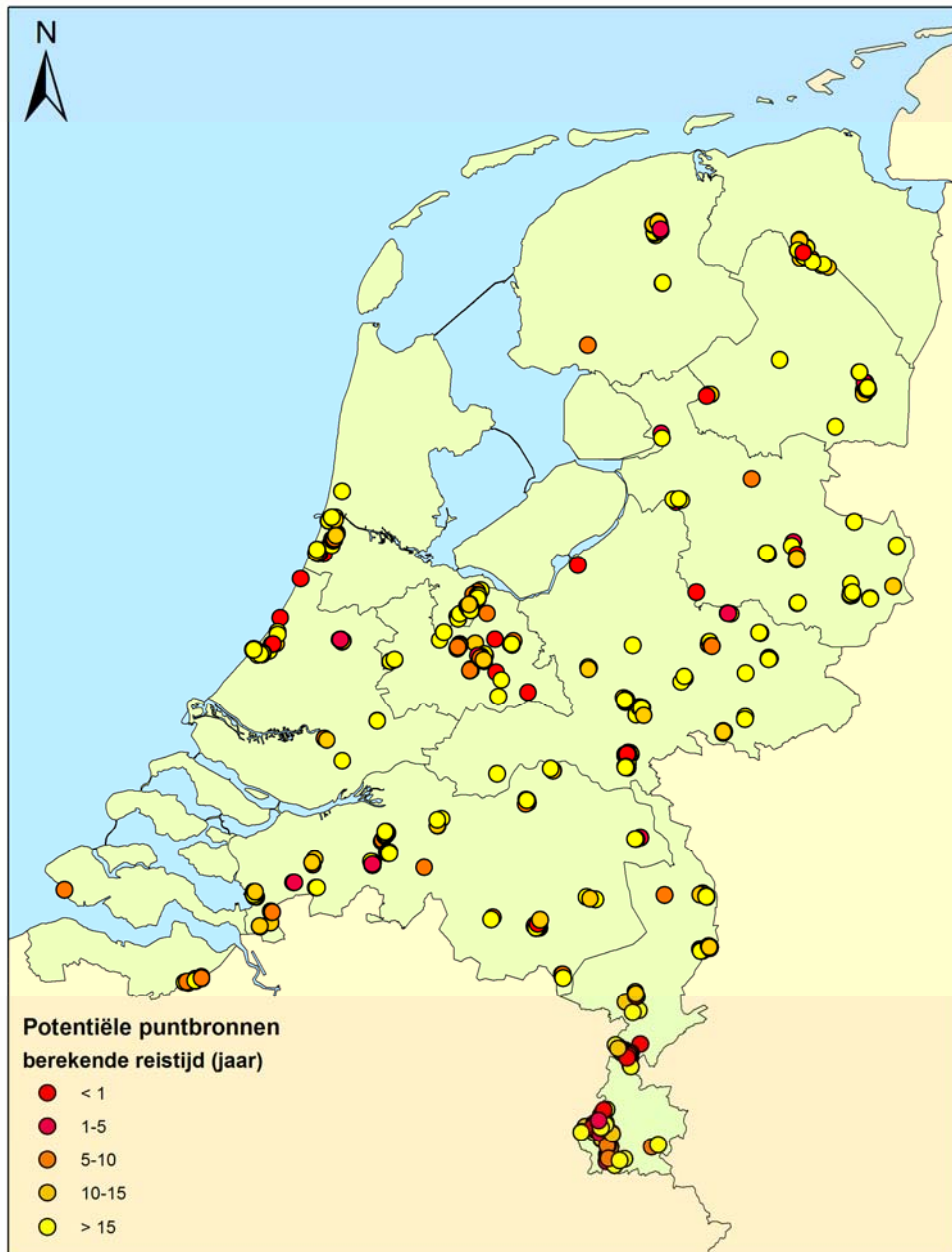 N
Potentiële puntbronnen
berekende reistijd (jaar)
< 1
1-5
5-10
10-15
> 15